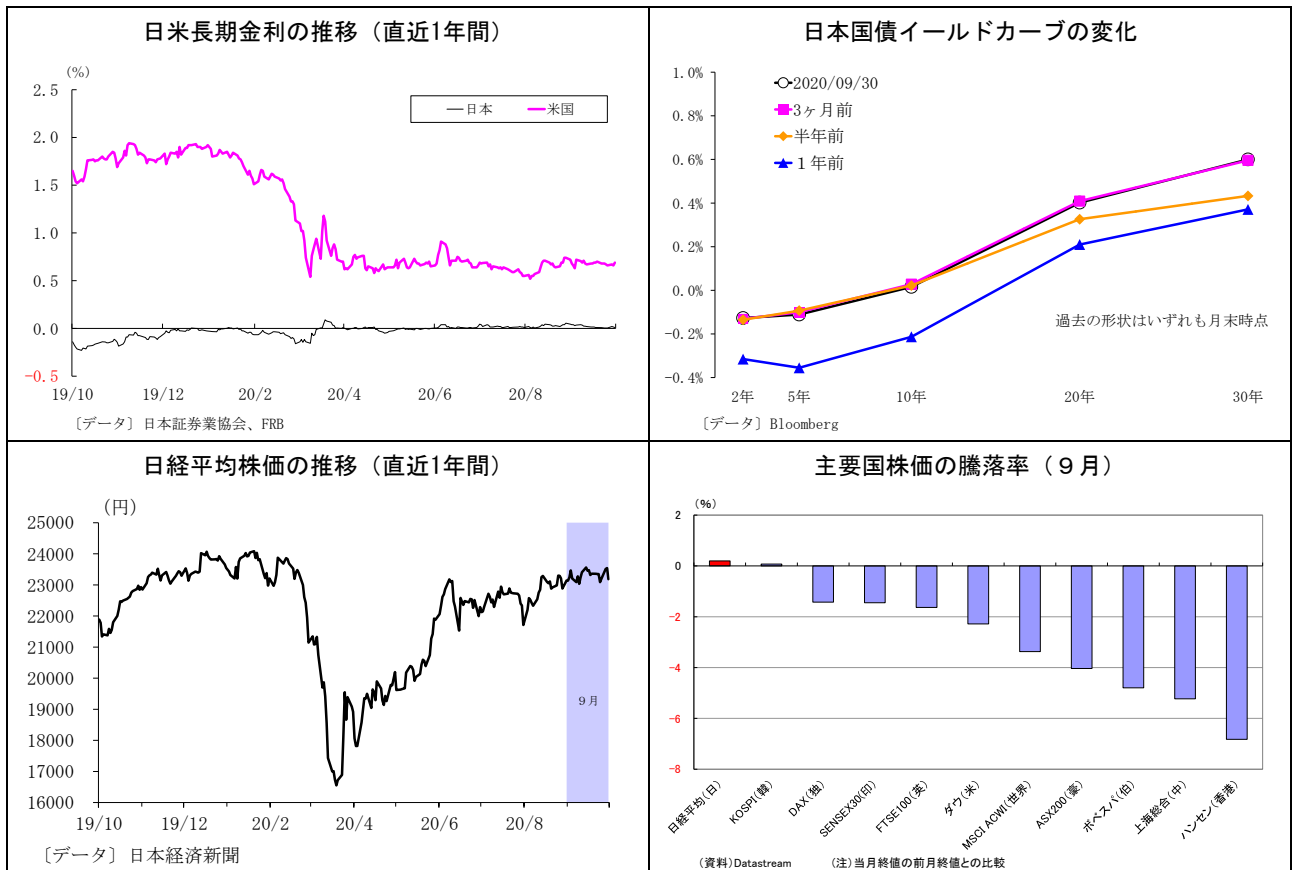 日米長期金利の推移（直近1年間）
(%)
2.5
2.0
1.5
1.0
0.5
0.0
-0.5
日本 米国
19/10 19/12 20/2 20/4 20/6 20/8
〔データ〕日本証券業協会、FRB
日本国債イールドカーブの変化
1.0%
0.8%
0.6%
0.4%
0.2%
0.0%
-0.2%
-0.4%
2020/09/30
3ヶ月前
半年前
１年前
過去の形状はいずれも月末時点
2年 5年 10年 20年 30年
〔データ〕Bloomberg
日経平均株価の推移（直近1年間）
（円）
25000
24000
23000
22000
21000
20000
19000
18000
17000
16000
９月
19/10 19/12 20/2 20/4 20/6 20/8
〔データ〕日本経済新聞
主要国株価の騰落率（９月）
（%）
2
0
-2
-4
-6
-8
日経平均（日）
KOSPI（韓）
DAX（独）
SENSEX30（印）
FTSE100（英）
ダウ（米）
MSCI ACWI（世界）
ASX200（豪）
ボベスパ（伯）
上海総合（中）
ハンセン（香港）
（資料）Datastream （注）当月終値の前月終値との比較